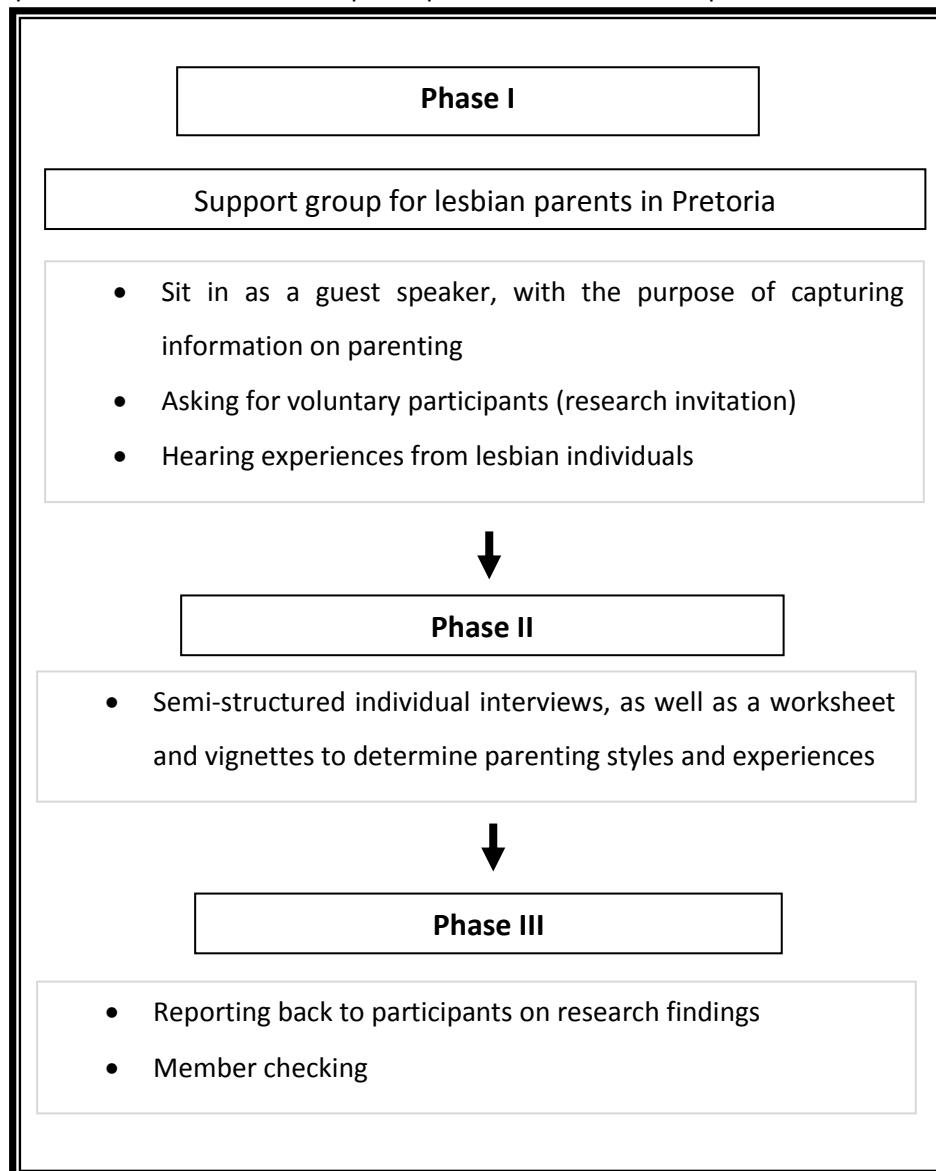 Phase I
Support group for lesbian parents in Pretoria
• Sit in as a guest speaker, with the purpose of capturing
information on parenting
• Asking for voluntary participants (research invitation)
• Hearing experiences from lesbian individuals
Phase II
• Semi-structured individual interviews, as well as a worksheet
and vignettes to determine parenting styles and experiences
Phase III
• Reporting back to participants on research findings
• Member checking